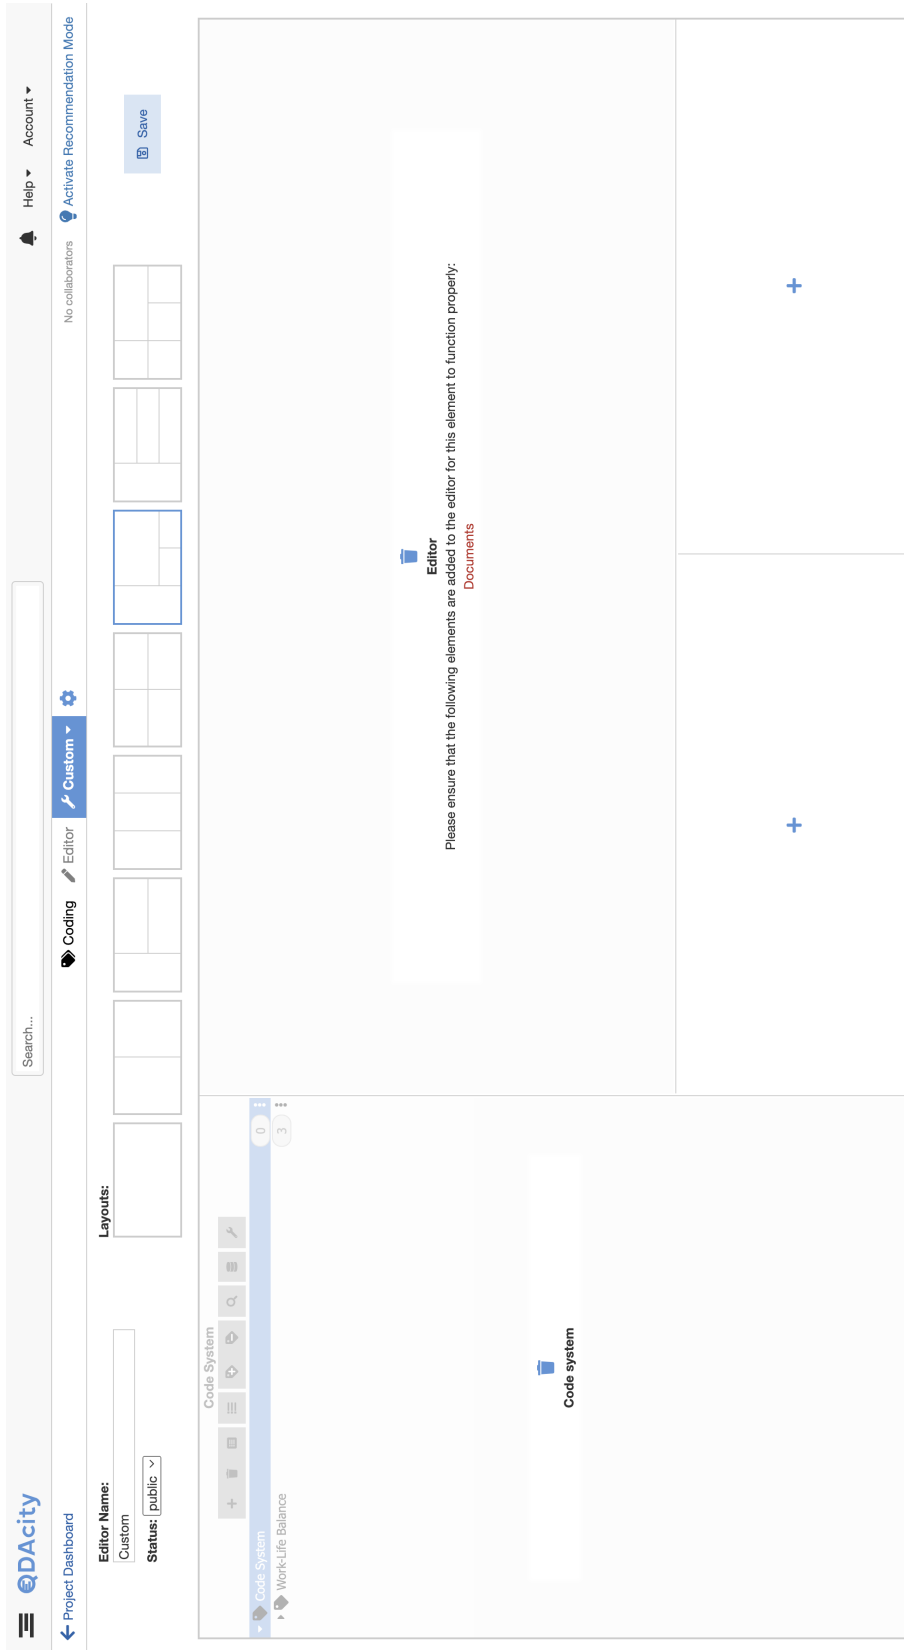 QDAcity
Search...
Help
Account
Project Dashboard
Coding
Editor
Custom
No collaborators
Activate Recommendation Mode
Editor Name:
Custom
Status: public
Layouts:
Save
Code System
Code System
0
Work-Life Balance
3
Code system
Editor
Please ensure that the following elements are added to the editor for this element to function properly:
Documents